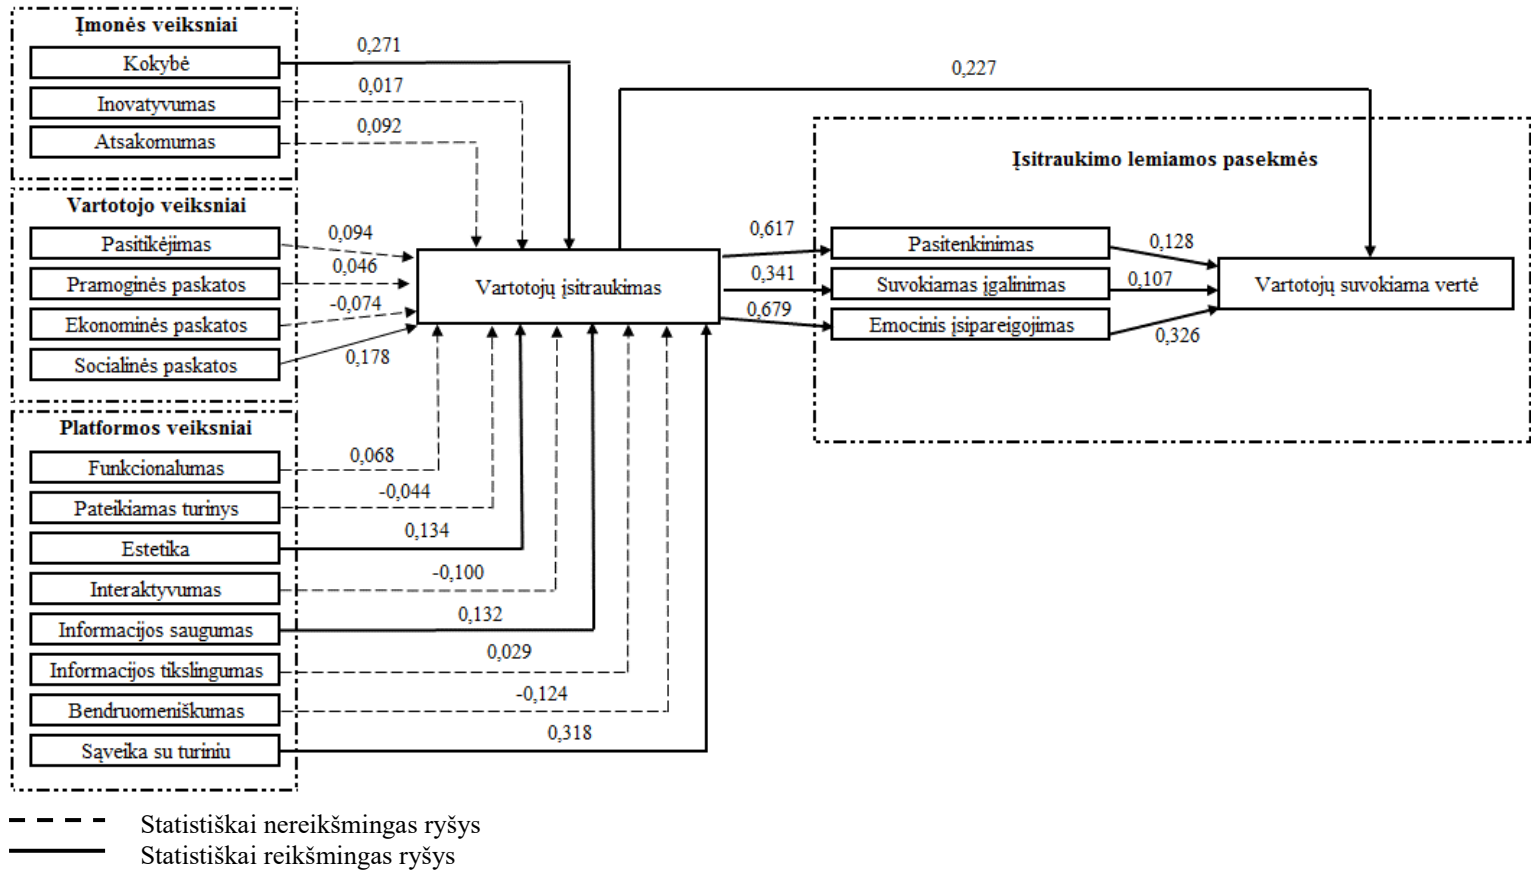 Įmonės veiksniai
Kokybė
0,271
Inovatyvumas
0,017
Atsakomumas
0,092
Vartotojo veiksniai
Pasitikėjimas
0,094
Pramoginės paskatos
0,046
Ekonominės paskatos
-0,074
Socialinės paskatos
0,178
Platformos veiksniai
Funkcionalumas
0,068
Pateikiamas turinys
-0,044
Estetika
0,134
Interaktyvumas
-0,100
Informacijos saugumas
0,132
Informacijos tikslingumas
0,029
Bendruomeniškumas
-0,124
Sąveika su turiniu
0,318
Vartotojų įsitraukimas
0,227
Įsitraukimo lemiamos pasekmės
0,617
Pasitenkinimas
0,128
0,341
Suvokiamas įgalinimas
0,107
0,679
Emocinis įsipareigojimas
0,326
Vartotojų suvokiama vertė
Statistiškai nereikšmingas ryšys
Statistiškai reikšmingas ryšys